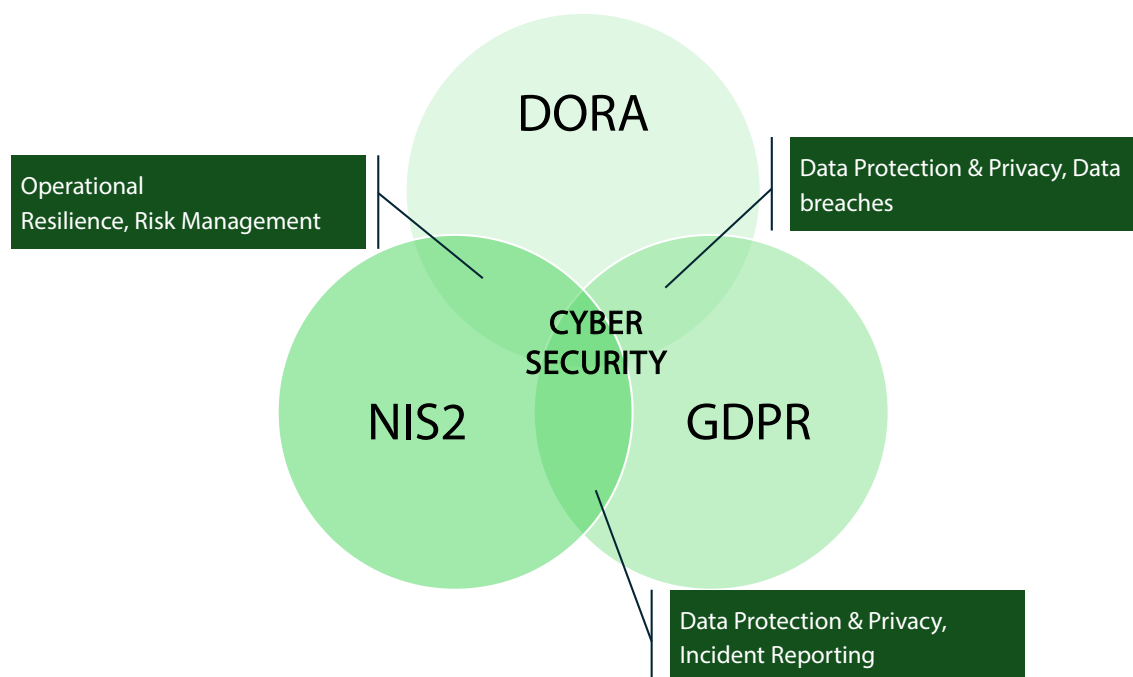 DORA
Operational
Resilience, Risk Management
Data Protection & Privacy, Data
breaches
CYBER
SECURITY
NIS2
GDPR
Data Protection & Privacy,
Incident Reporting